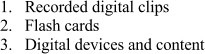 1. Recorded digital clips
2. Flash cards
3. Digital devices and content